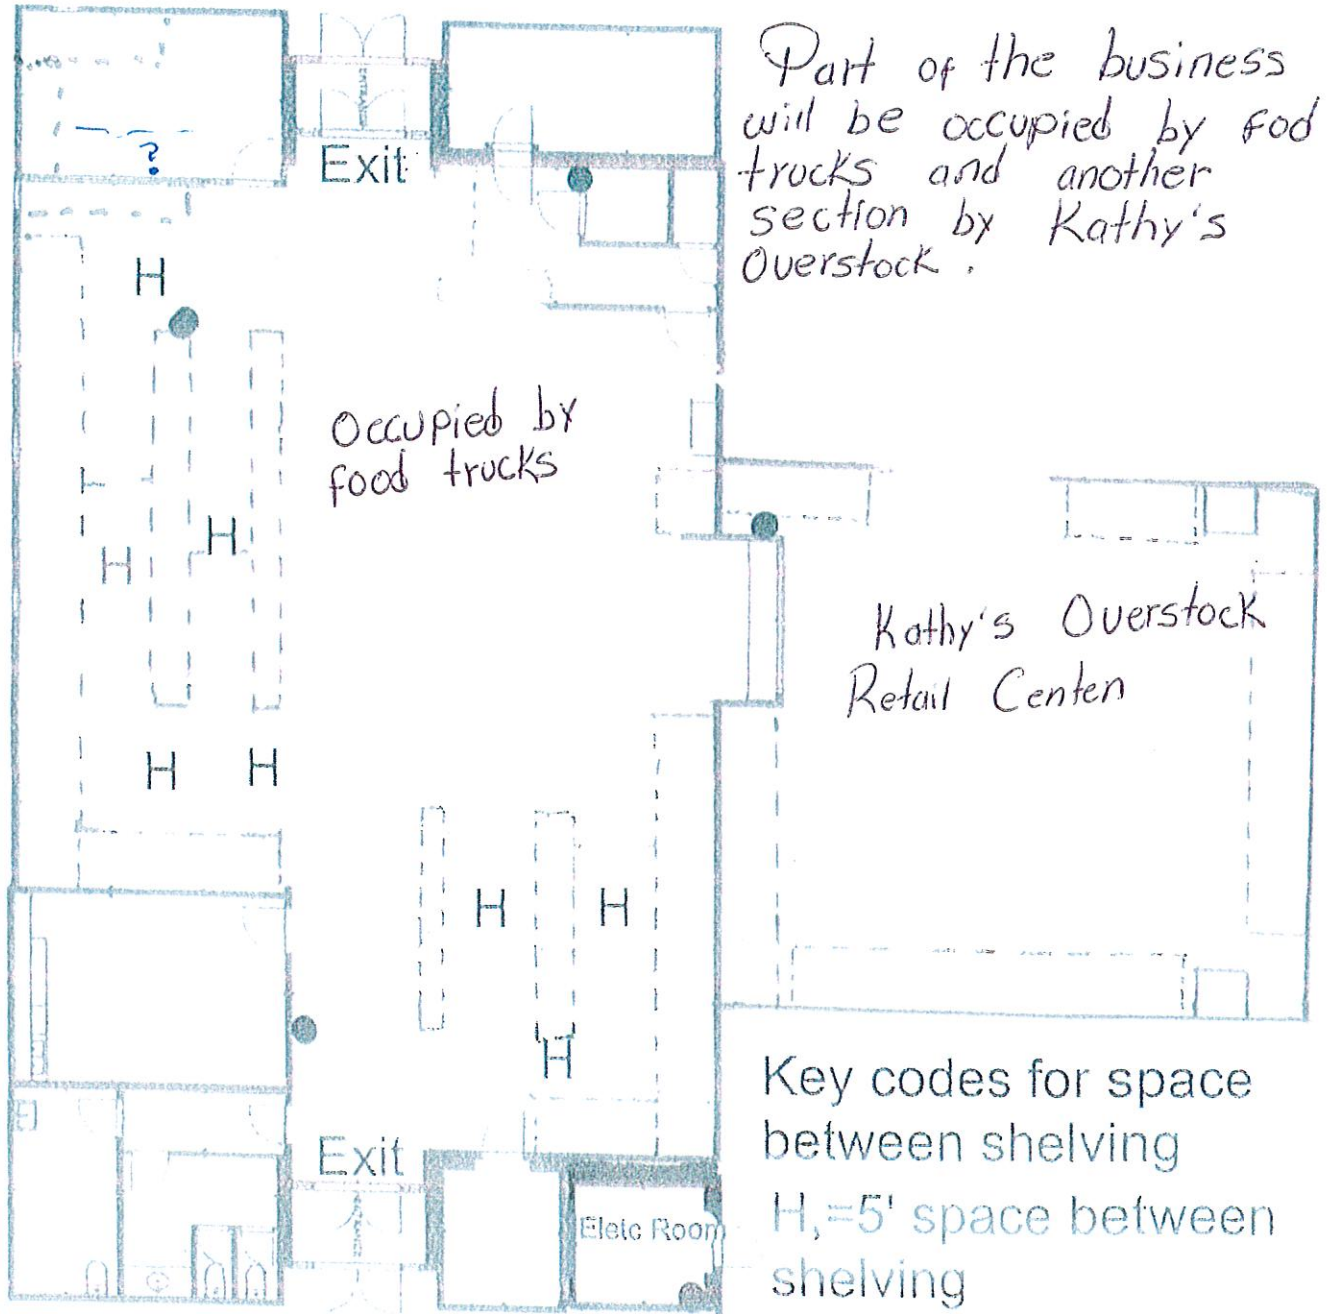 Part of the business
will be occupied by fod
trucks and another
section by Kathy's
Overstock.
Exit
?
H
Occupied by
food trucks
H
H
Kathy's Overstock
Retail Centen
H
H
H
H
H
Exit
Eletc Room
Key codes for space
between shelving
H,=5' space between
shelving